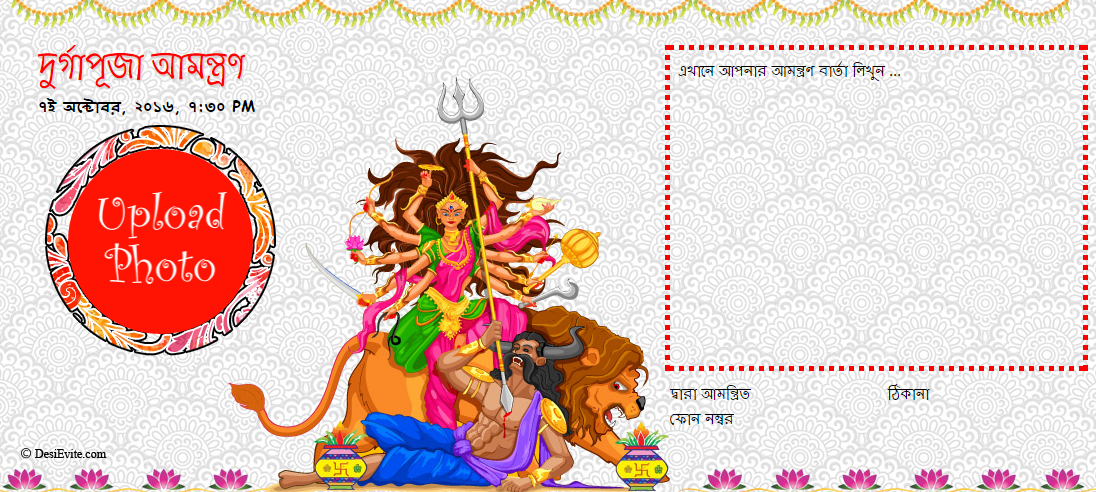 দুর্গাপূজা আমন্ত্রণ
৭ই অক্টোবর, ২০১৬, ৭:৩০ PM
Upload
Photo
এখানে আপনার আমন্ত্রণ বার্তা লিখুন ...
দ্বারা আমন্ত্রিত
ঠিকানা
ফোন নম্বর
© DesiEvite.com